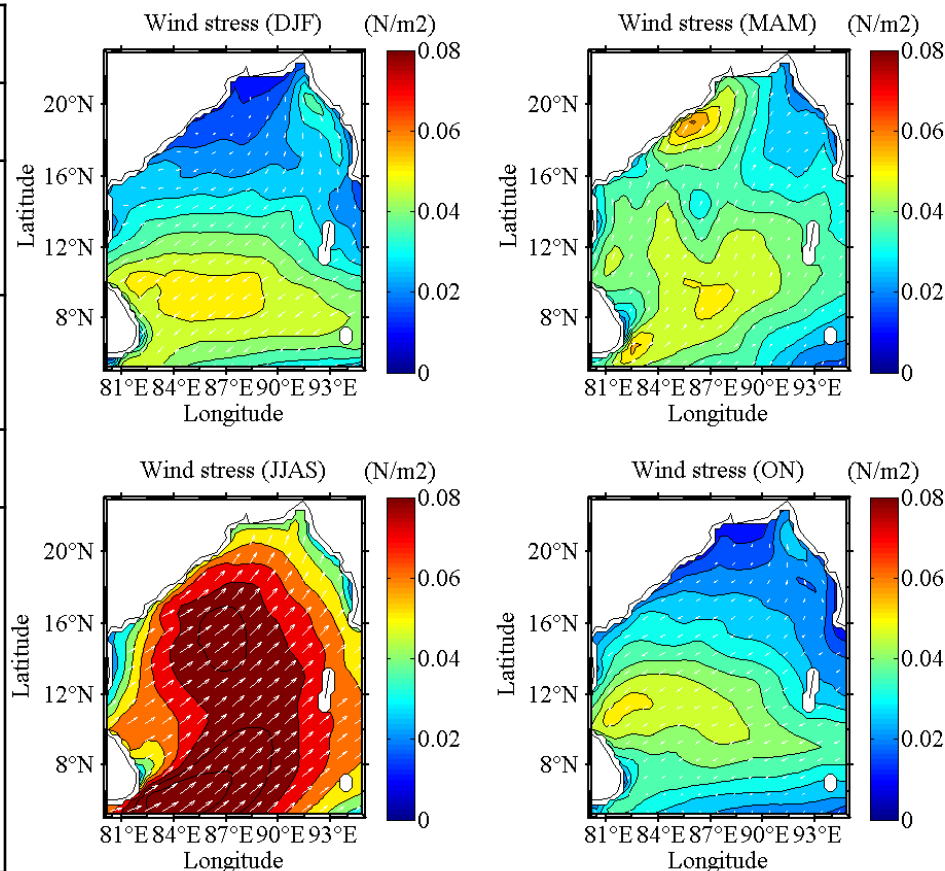 Wind stress (DJF) (N/m2)
0.08
0.06
0.04
0.02
0
20°N
16°N
12°N
8°N
Latitude
81°E 84°E 87°E 90°E 93°E
Longitude
Wind stress (MAM) (N/m2)
0.08
0.06
0.04
0.02
0
20°N
16°N
12°N
8°N
Latitude
81°E 84°E 87°E 90°E 93°E
Longitude
Wind stress (JJAS) (N/m2)
0.08
0.06
0.04
0.02
0
20°N
16°N
12°N
8°N
Latitude
81°E 84°E 87°E 90°E 93°E
Longitude
Wind stress (ON) (N/m2)
0.08
0.06
0.04
0.02
0
20°N
16°N
12°N
8°N
Latitude
81°E 84°E 87°E 90°E 93°E
Longitude